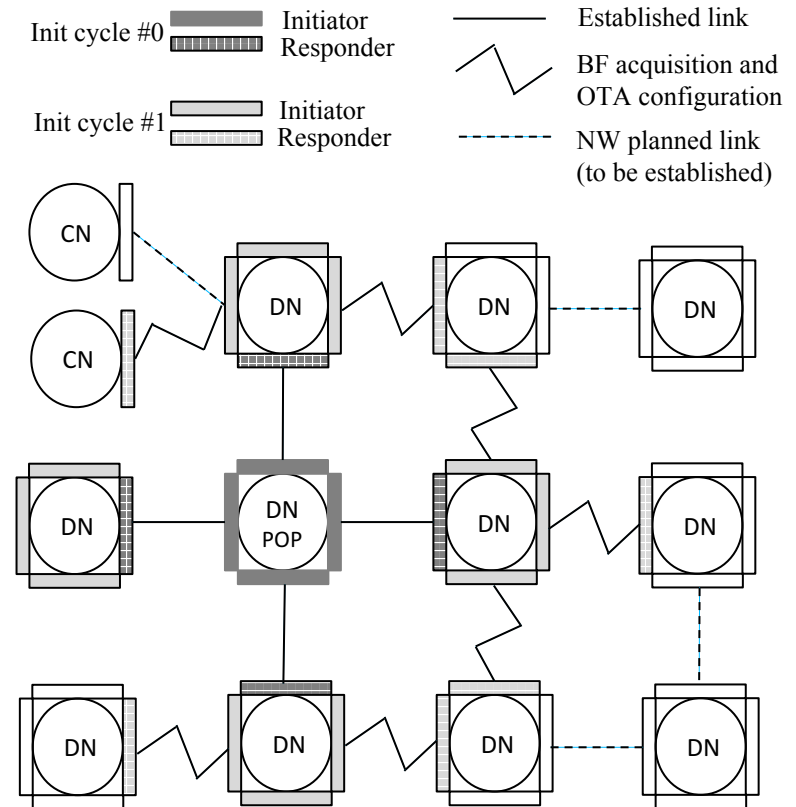 Init cycle #0
Initiator
Responder
Init cycle #1
Initiator
Responder
Established link
BF acquisition and
OTA configuration
NW planned link
(to be established)
CN
DN
DN
DN
CN
DN
DN
POP
DN
DN
DN
DN
DN
DN